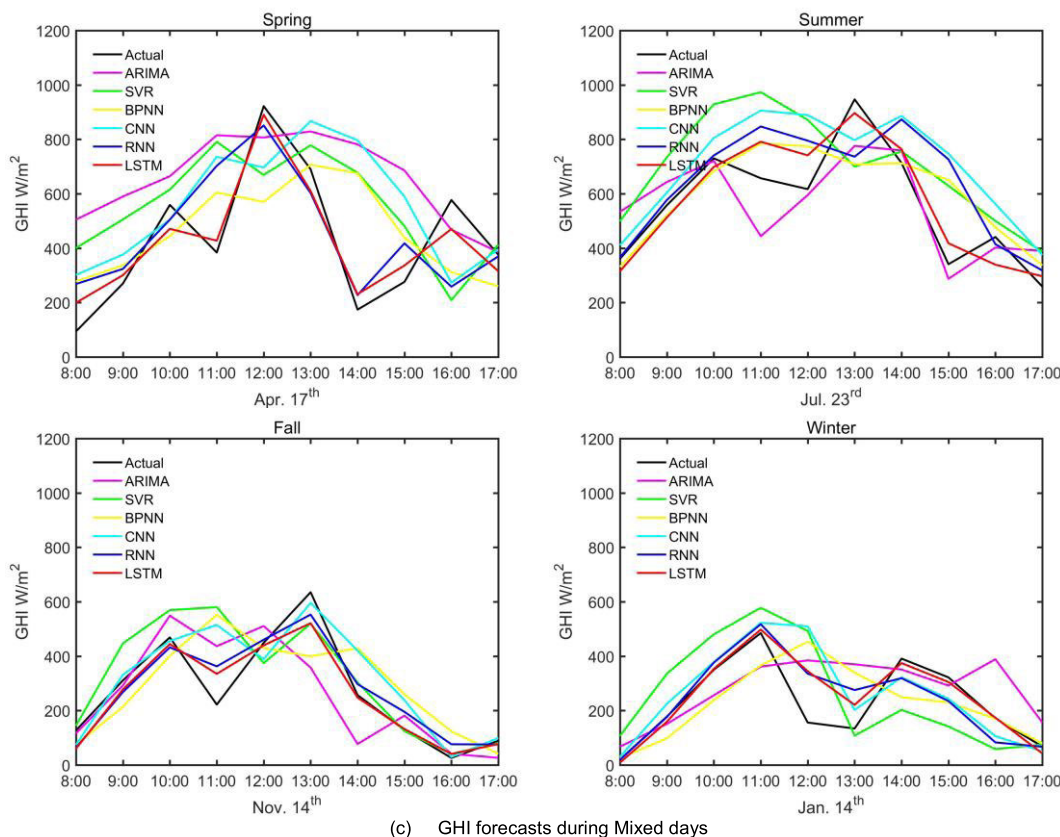 Spring
1200
1000
800
600
400
200
0
GHI W/m2
Actual
ARIMA
SVR
BPNN
CNN
RNN
LSTM
8:00 9:00 10:00 11:00 12:00 13:00 14:00 15:00 16:00 17:00
Apr. 17th
Summer
1200
1000
800
600
400
200
0
GHI W/m2
Actual
ARIMA
SVR
BPNN
CNN
RNN
LSTM
8:00 9:00 10:00 11:00 12:00 13:00 14:00 15:00 16:00 17:00
Jul. 23rd
Fall
1200
1000
800
600
400
200
0
GHI W/m2
Actual
ARIMA
SVR
BPNN
CNN
RNN
LSTM
8:00 9:00 10:00 11:00 12:00 13:00 14:00 15:00 16:00 17:00
Nov. 14th
Winter
1200
1000
800
600
400
200
0
GHI W/m2
Actual
ARIMA
SVR
BPNN
CNN
RNN
LSTM
8:00 9:00 10:00 11:00 12:00 13:00 14:00 15:00 16:00 17:00
Jan. 14th
(c) GHI forecasts during Mixed days